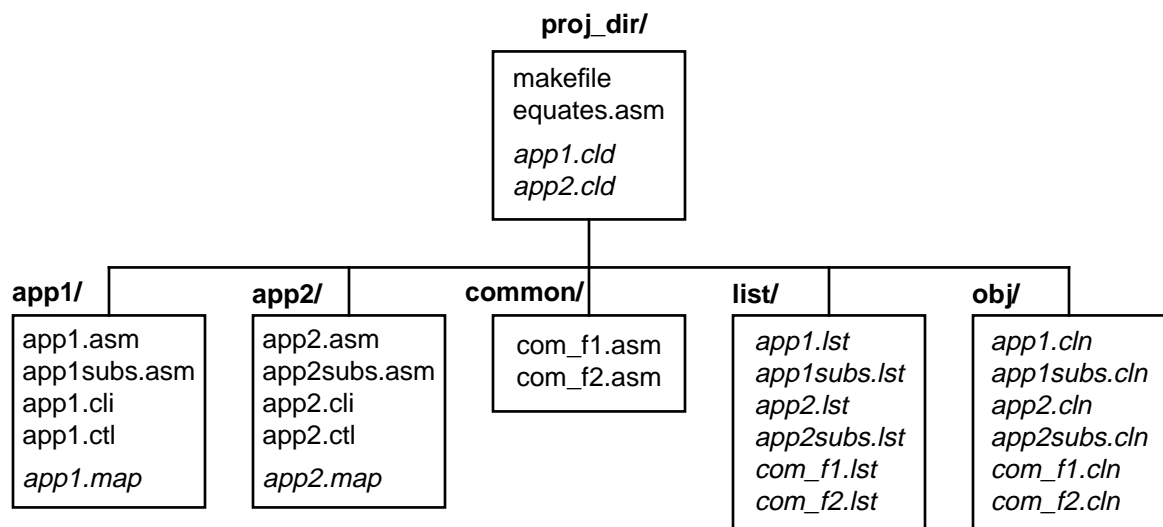 proj_dir/
makefile
equates.asm
app1.cld
app2.cld
app1/
app1.asm
app1subs.asm
app1.cli
app1.ctl
app1.map
app2/
app2.asm
app2subs.asm
app2.cli
app2.ctl
app2.map
common/
com_f1.asm
com_f2.asm
list/
app1.lst
app1subs.lst
app2.lst
app2subs.lst
com_f1.lst
com_f2.lst
obj/
app1.cln
app1subs.cln
app2.cln
app2subs.cln
com_f1.cln
com_f2.cln